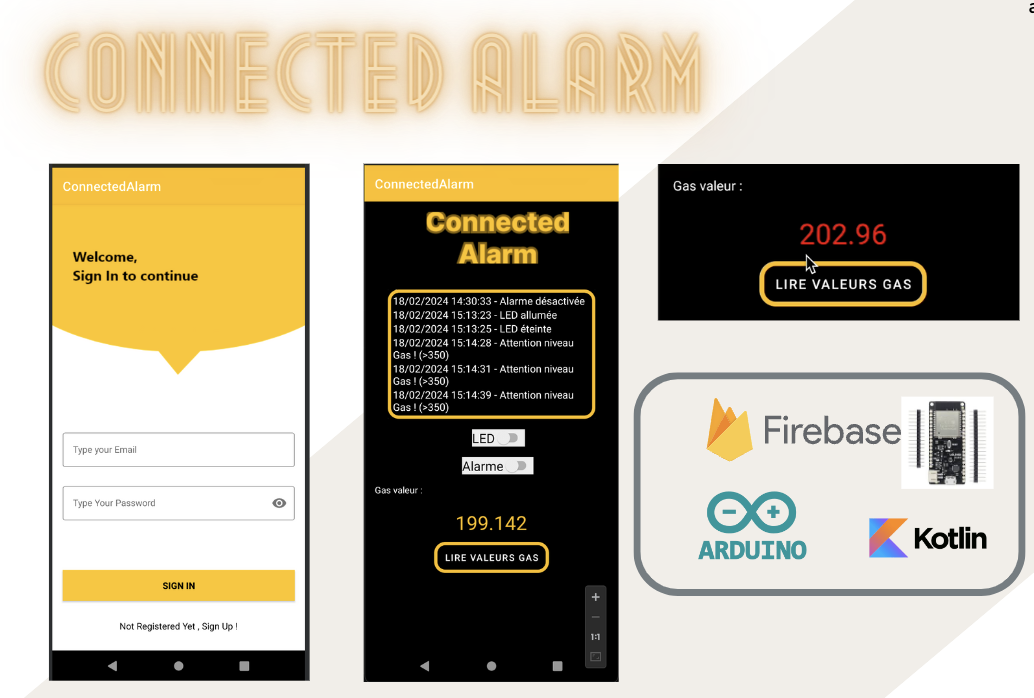 CONNECTED ALARM
ConnectedAlarm
Welcome,
Sign In to continue
Type your Email
Type Your Password
SIGN IN
Not Registered Yet , Sign Up !
ConnectedAlarm
Connected
Alarm
18/02/2024 14:30:33 - Alarme désactivée
18/02/2024 15:13:23 - LED allumée
18/02/2024 15:13:25 - LED éteinte
18/02/2024 15:14:28 - Attention niveau
Gas ! (>350)
18/02/2024 15:14:31 - Attention niveau
Gas ! (>350)
18/02/2024 15:14:39 - Attention niveau
Gas ! (>350)
LED
Alarme
Gas valeur :
199.142
LIRE VALEURS GAS
1:1
Gas valeur :
202.96
LIRE VALEURS GAS
Firebase
ARDUINO
Kotlin